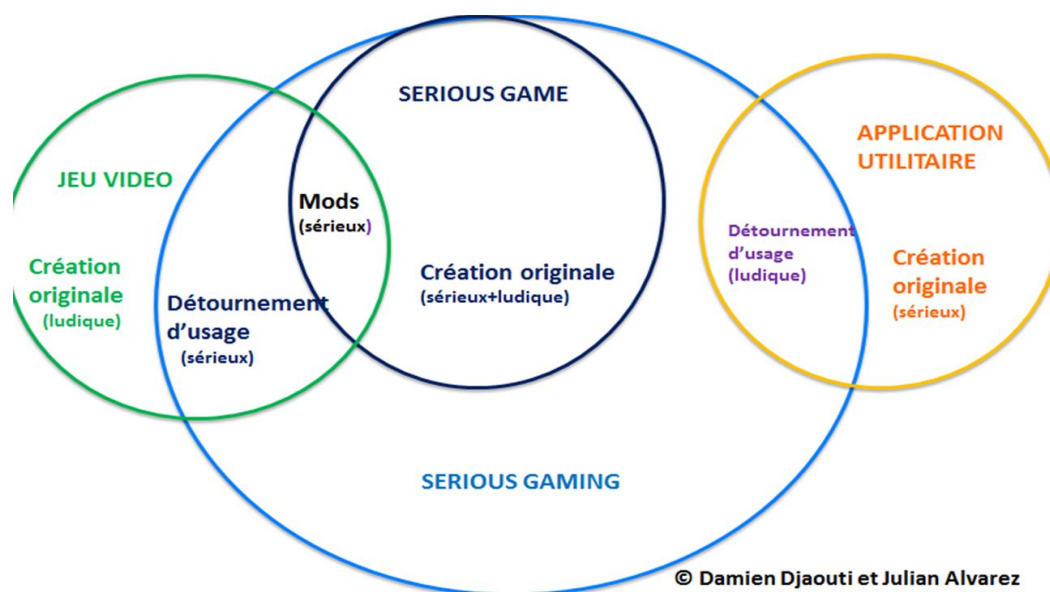 SERIOUS GAME
JEU VIDEO
Mods
(sérieux)
Création
originale
(ludique)
Détournement
d'usage
(sérieux)
Création originale
(sérieux+ludique)
APPLICATION
UTILITAIRE
Détournement
d'usage
(ludique)
Création
originale
(sérieux)
SERIOUS GAMING
© Damien Djaouti et Julian Alvarez